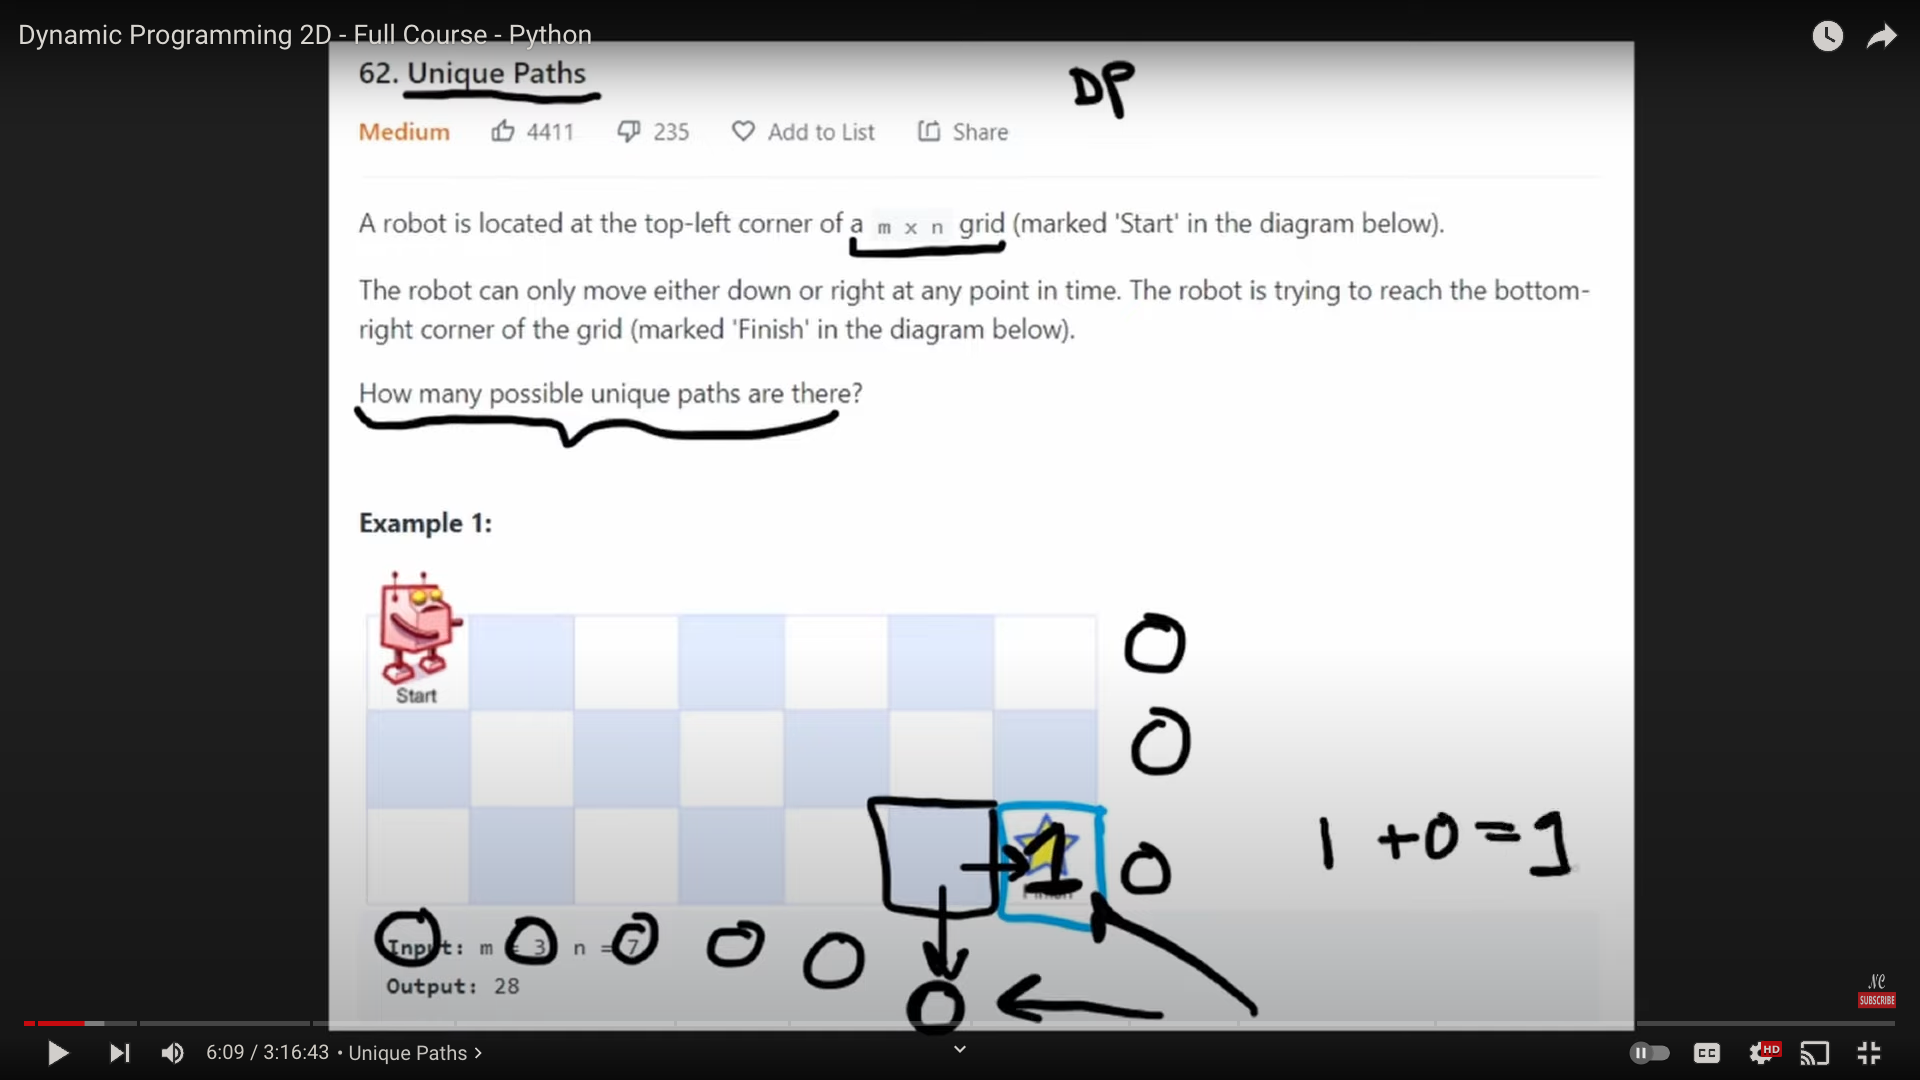 Dynamic Programming 2D - Full Course - Python
62. Unique Paths
DP
Medium 4411 235 Add to List Share
A robot is located at the top-left corner of a m x n grid (marked 'Start' in the diagram below).
The robot can only move either down or right at any point in time. The robot is trying to reach the bottom-
right corner of the grid (marked 'Finish' in the diagram below).
How many possible unique paths are there?
Example 1:
Start
0
0
1 0
1 + 0 = 1
0 0 0 0 0
Input: m 3 n = 7
Output: 28
0
NC
SUBSCRIBE
6:09 / 3:16:43 • Unique Paths >
CC
HD